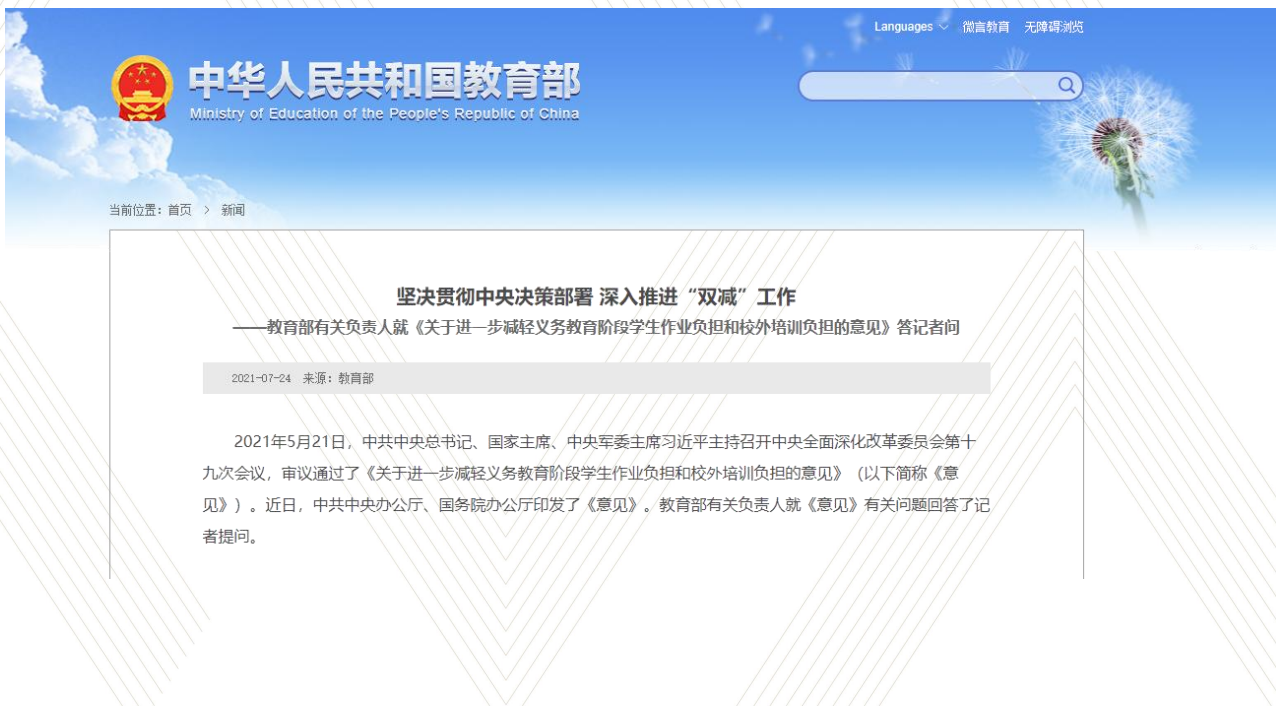 Languages 微言教育 无障碍浏览
中华人民共和国教育部
Ministry of Education of the People's Republic of China
当前位置：首页 > 新闻
坚决贯彻中央决策部署 深入推进“双减”工作
——教育部有关负责人就《关于进一步减轻义务教育阶段学生作业负担和校外培训负担的意见》答记者问
2021-07-24 来源：教育部
2021年5月21日，中共中央总书记、国家主席、中央军委主席习近平主持召开中央全面深化改革委员会第十
九次会议，审议通过了《关于进一步减轻义务教育阶段学生作业负担和校外培训负担的意见》（以下简称《意
见》）。近日，中共中央办公厅、国务院办公厅印发了《意见》。教育部有关负责人就《意见》有关问题回答了记
者提问。